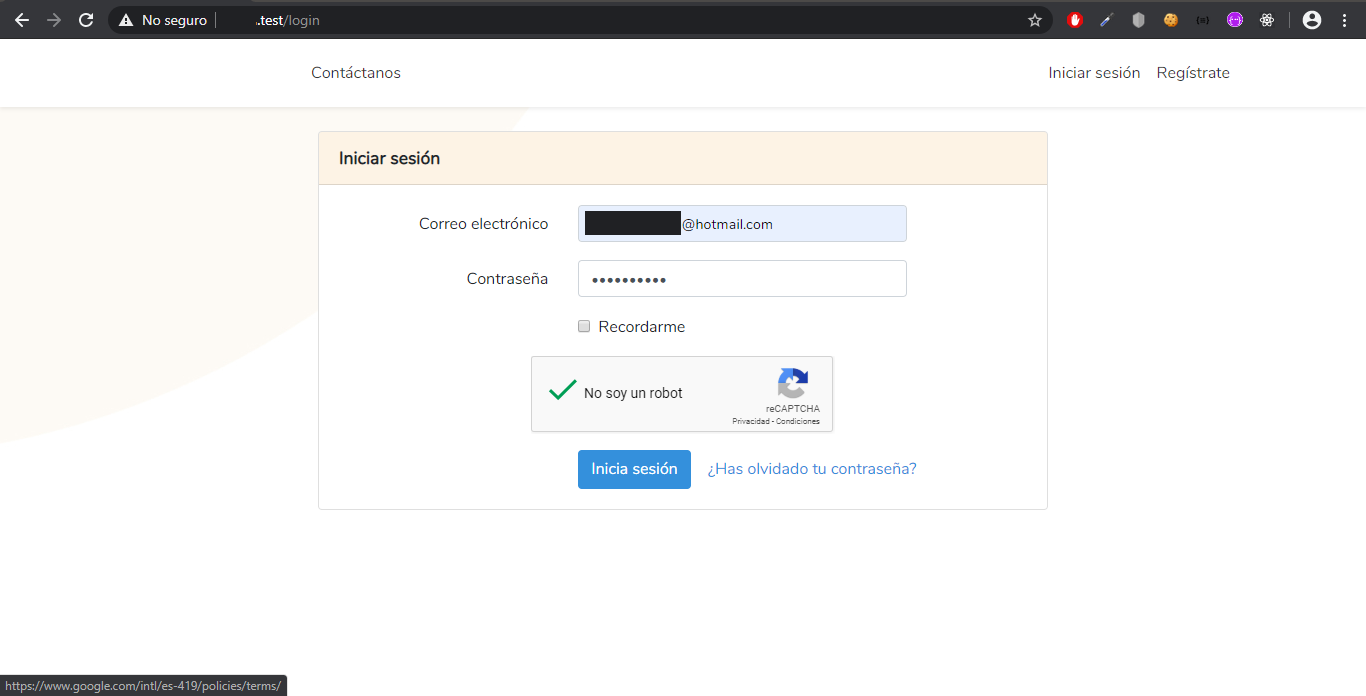 No seguro .test/login
Contáctanos Iniciar sesión Regístrate
Iniciar sesión
Correo electrónico @hotmail.com
Contraseña ••••••••••
Recordarme
No soy un robot
reCAPTCHA
Privacidad - Condiciones
Inicia sesión ¿Has olvidado tu contraseña?
https://www.google.com/intl/es-419/policies/terms/